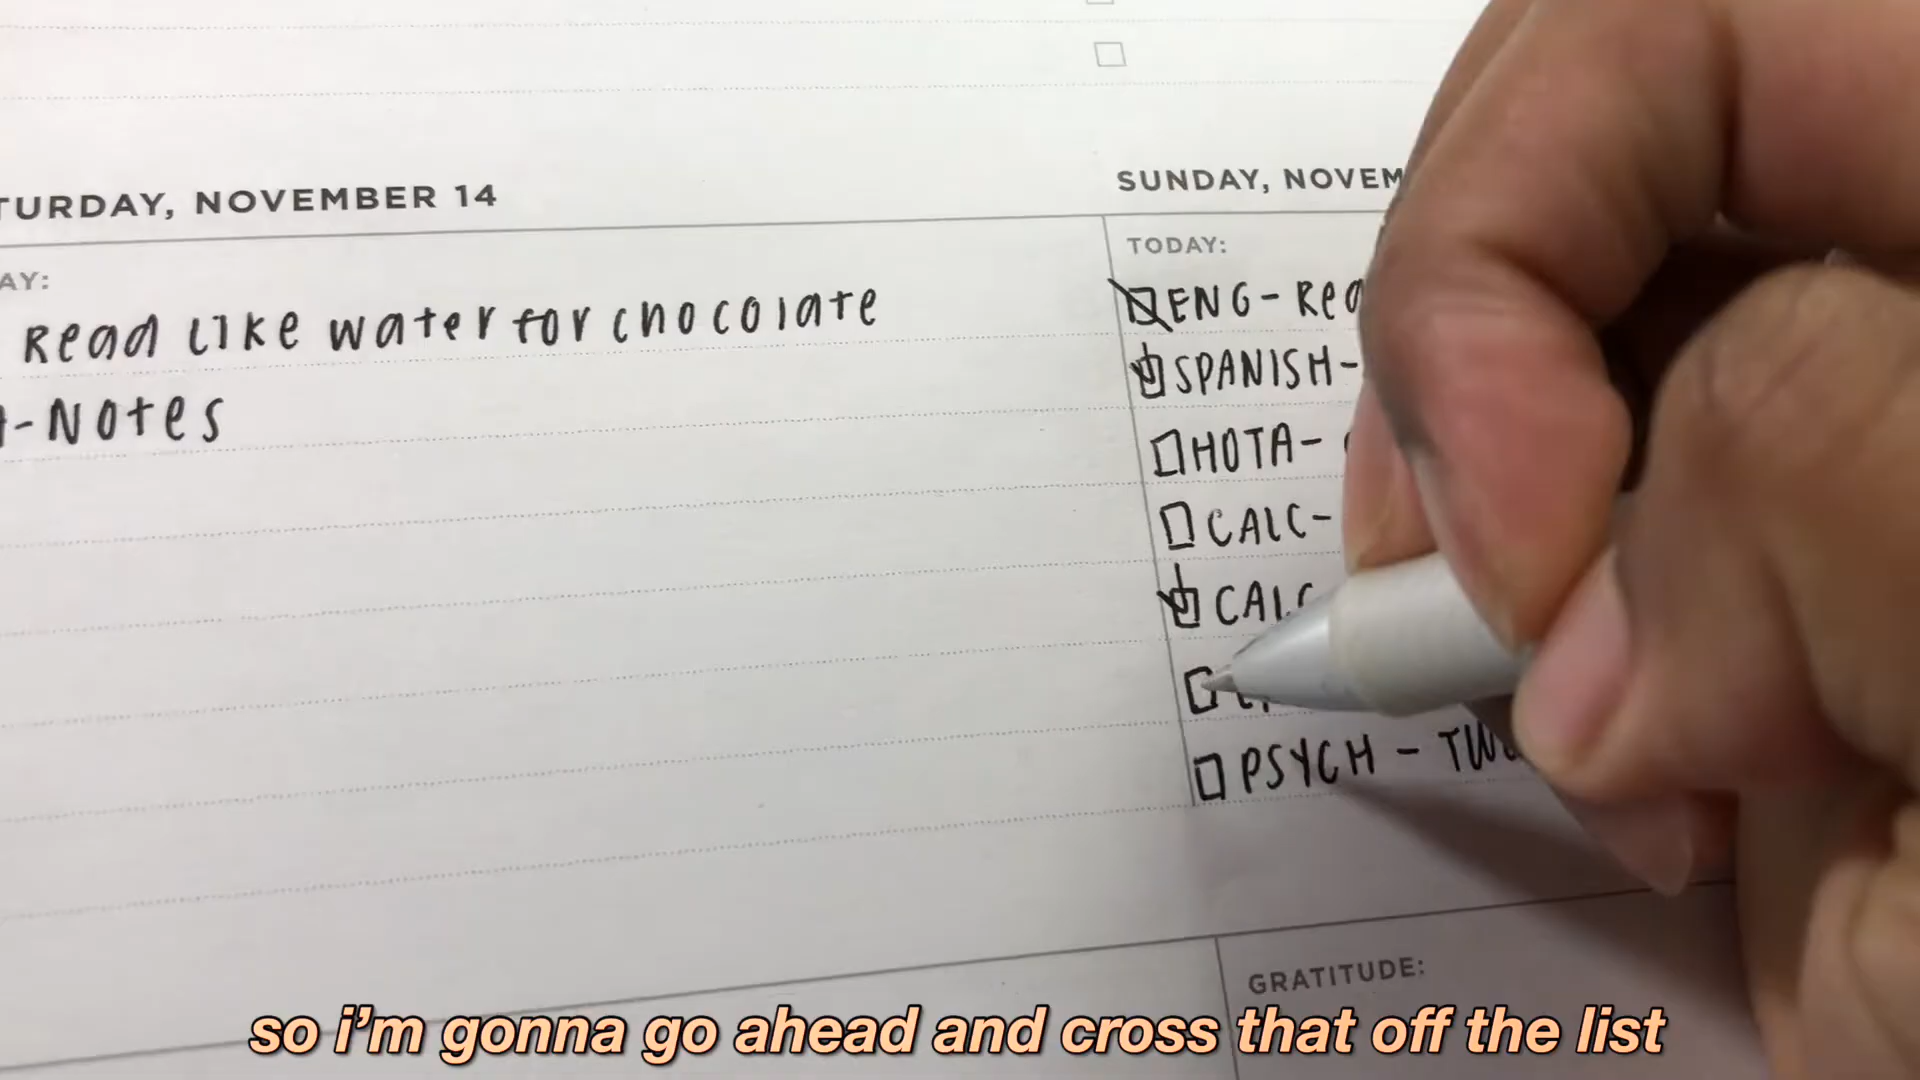 TURDAY, NOVEMBER 14
AY:
Read Like water for chocolate
-Notes
SUNDAY, NOVEM
TODAY:
ENG- Rea
SPANISH-
HOTA-
CALC-
CALC
PSYCH - TW
GRATITUDE:
so i'm gonna go ahead and cross that off the list